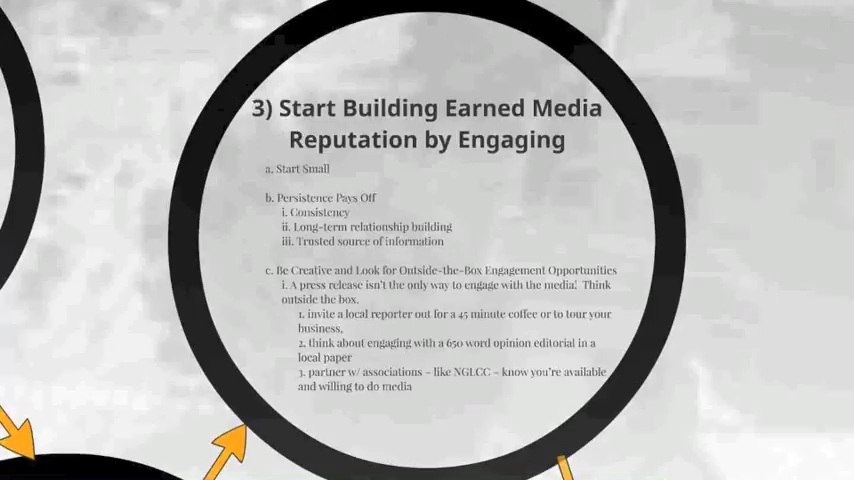 3) Start Building Earned Media
Reputation by Engaging
a. Start Small
b. Persistence Pays Off
i. Consistency
ii. Long-term relationship building
iii. Trusted source of information
c. Be Creative and Look for Outside-the-Box Engagement Opportunities
i. A press release isn't the only way to engage with the media! Think
outside the box.
1. invite a local reporter out for a 45 minute coffee or to tour your
business,
2. think about engaging with a 650 word opinion editorial in a
local paper
3. partner w/ associations – like NGLCC – know you're available
and willing to do media